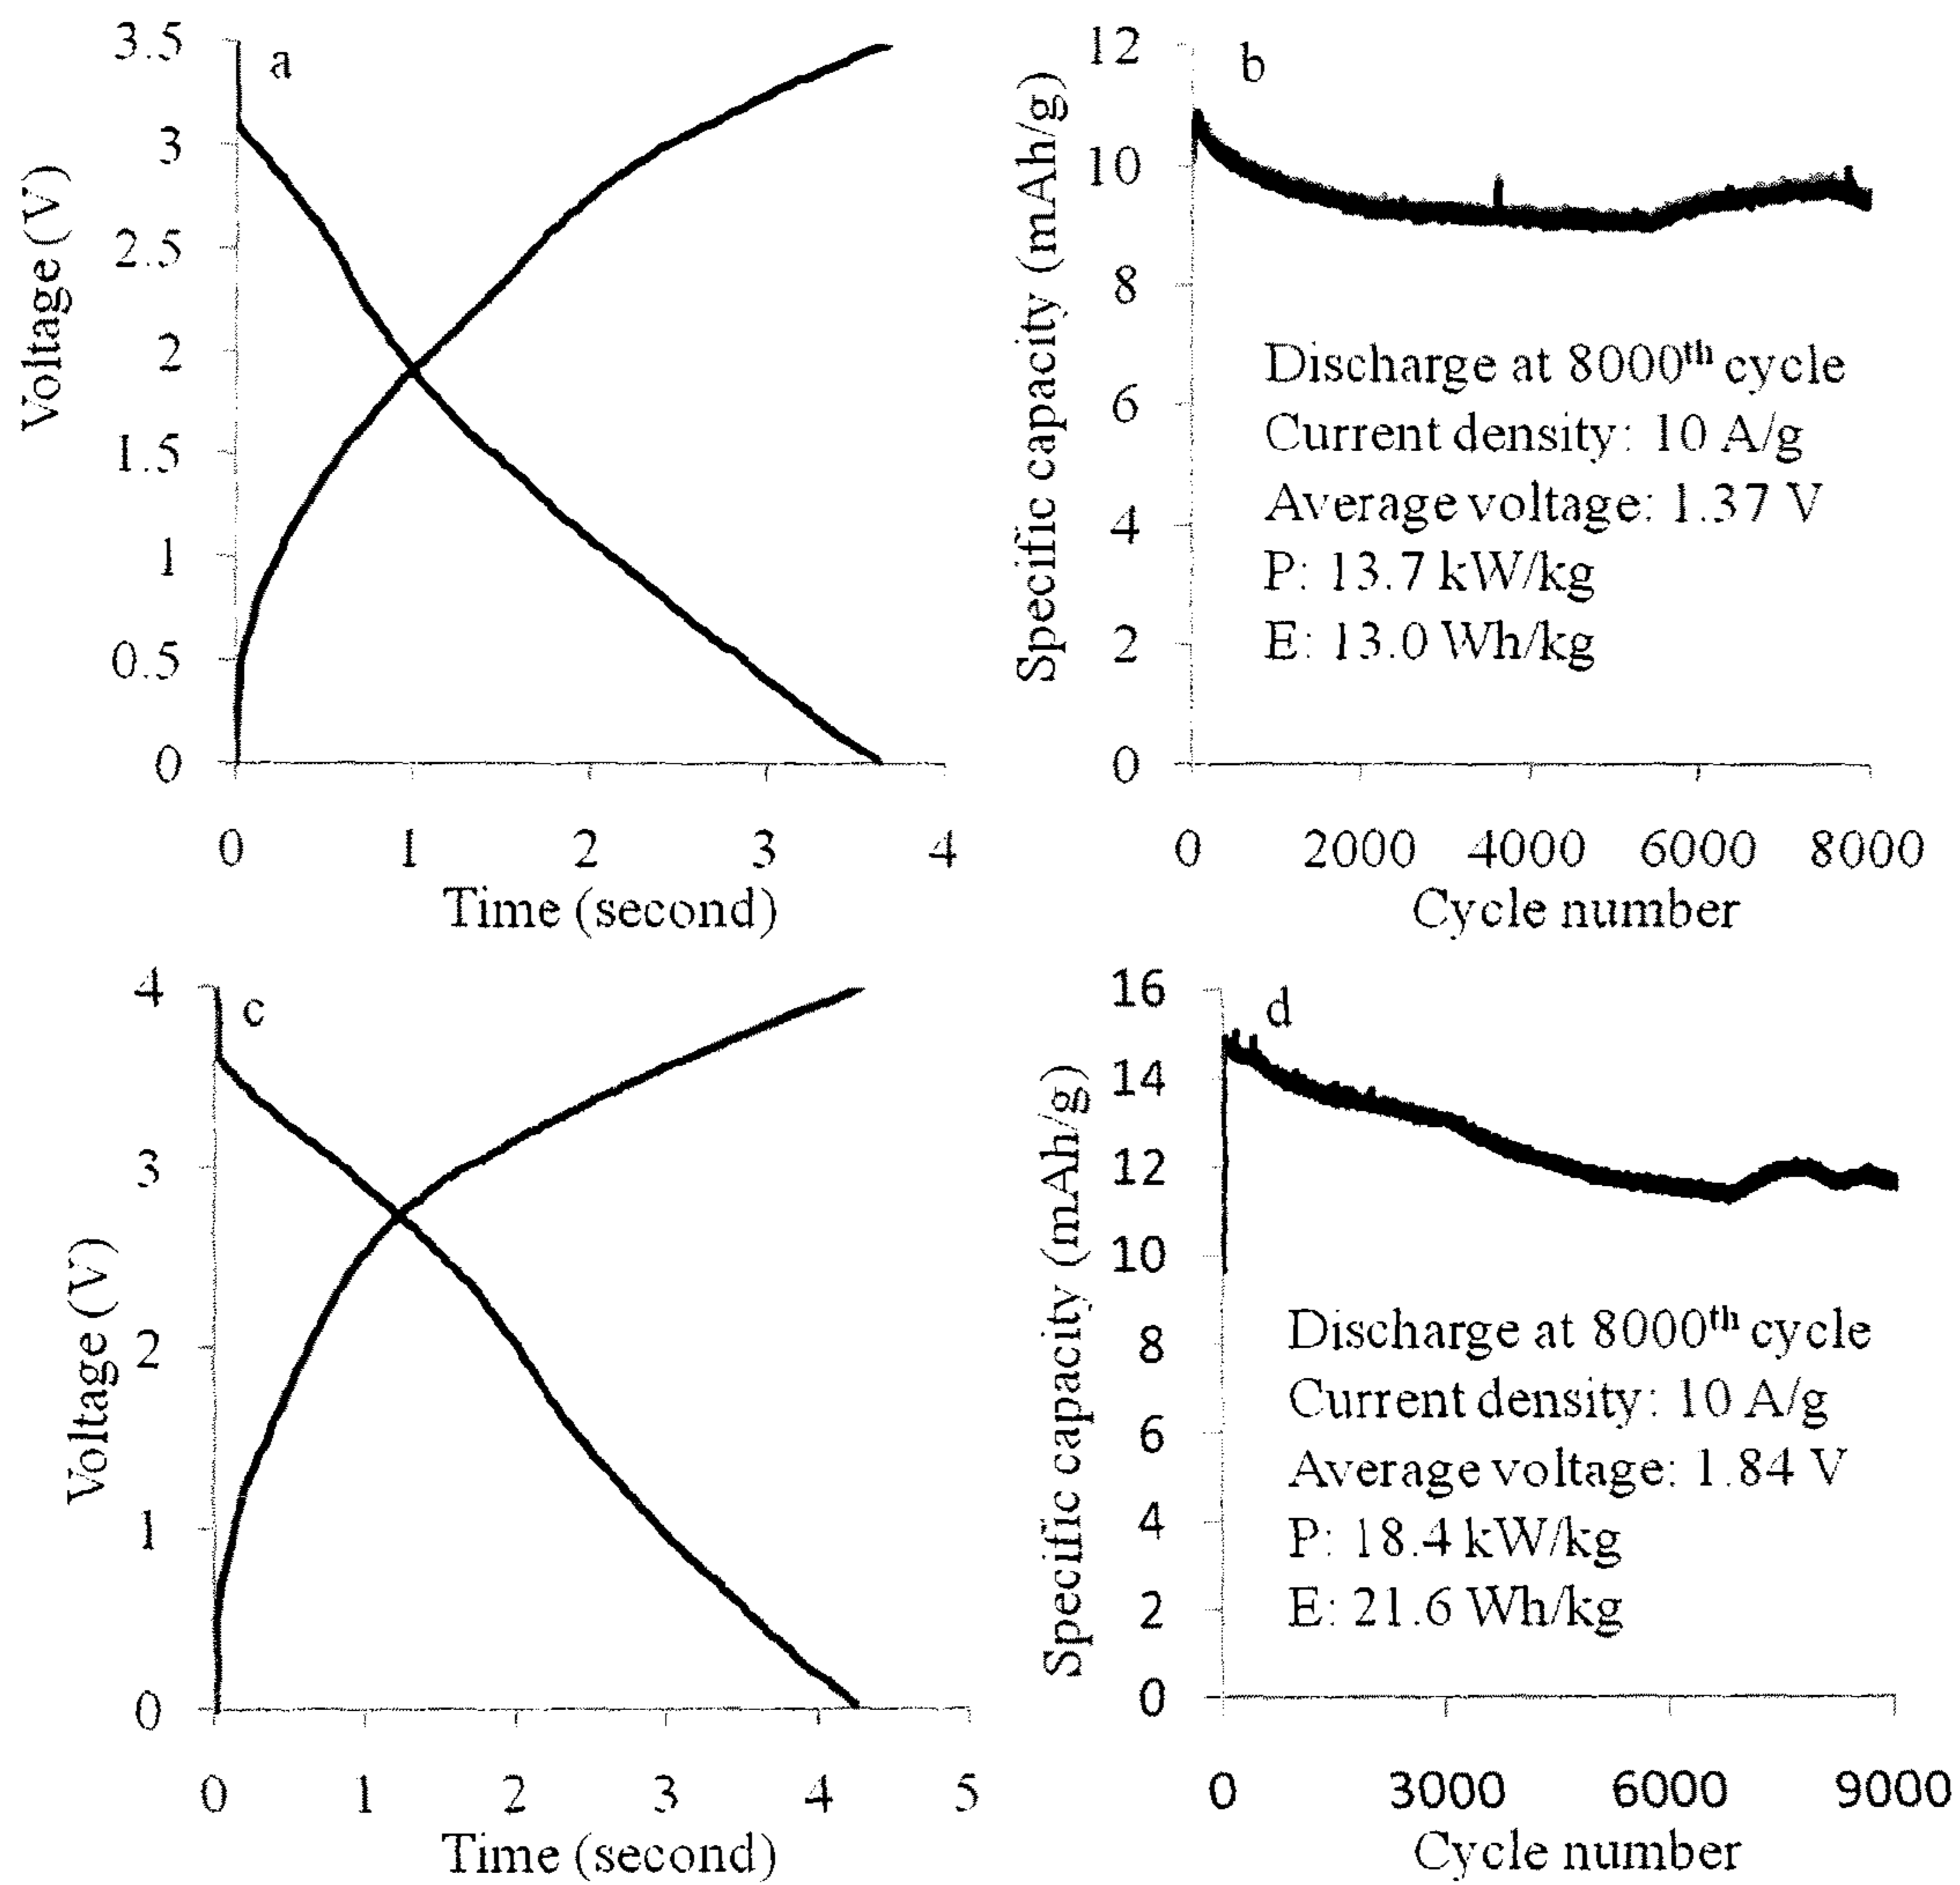 a
Voltage (V)
3.5
3
2.5
2
1.5
1
0.5
0
0 1 2 3 4
Time (second)
b
Specific capacity (mAh/g)
12
10
8
6
4
2
0
Discharge at 8000th cycle
Current density: 10 A/g
Average voltage: 1.37 V
P: 13.7 kW/kg
E: 13.0 Wh/kg
0 2000 4000 6000 8000
Cycle number
c
Voltage (V)
4
3
2
1
0
0 1 2 3 4 5
Time (second)
d
Specific capacity (mAh/g)
16
14
12
10
8
6
4
2
0
Discharge at 8000th cycle
Current density: 10 A/g
Average voltage: 1.84 V
P: 18.4 kW/kg
E: 21.6 Wh/kg
0 3000 6000 9000
Cycle number